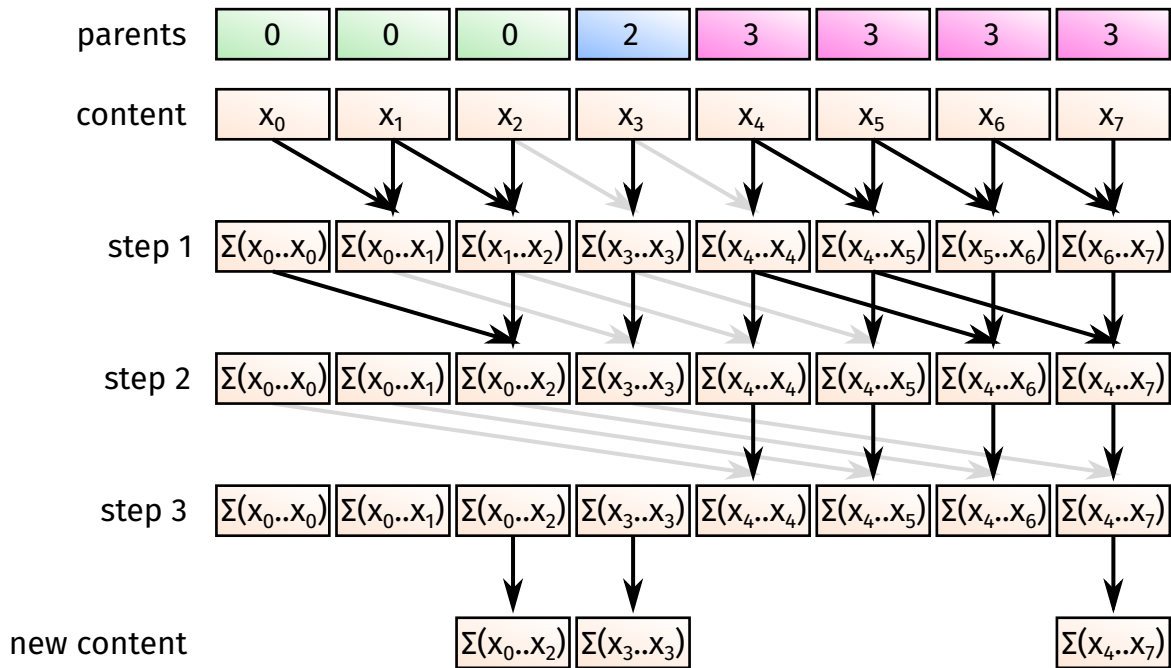 parents 0 0 0 2 3 3 3 3
content x₀ x₁ x₂ x₃ x₄ x₅ x₆ x₇
step 1 Σ(x₀..x₀) Σ(x₀..x₁) Σ(x₁..x₂) Σ(x₃..x₃) Σ(x₄..x₄) Σ(x₄..x₅) Σ(x₅..x₆) Σ(x₆..x₇)
step 2 Σ(x₀..x₀) Σ(x₀..x₁) Σ(x₀..x₂) Σ(x₃..x₃) Σ(x₄..x₄) Σ(x₄..x₅) Σ(x₄..x₆) Σ(x₄..x₇)
step 3 Σ(x₀..x₀) Σ(x₀..x₁) Σ(x₀..x₂) Σ(x₃..x₃) Σ(x₄..x₄) Σ(x₄..x₅) Σ(x₄..x₆) Σ(x₄..x₇)
new content Σ(x₀..x₂) Σ(x₃..x₃) Σ(x₄..x₇)